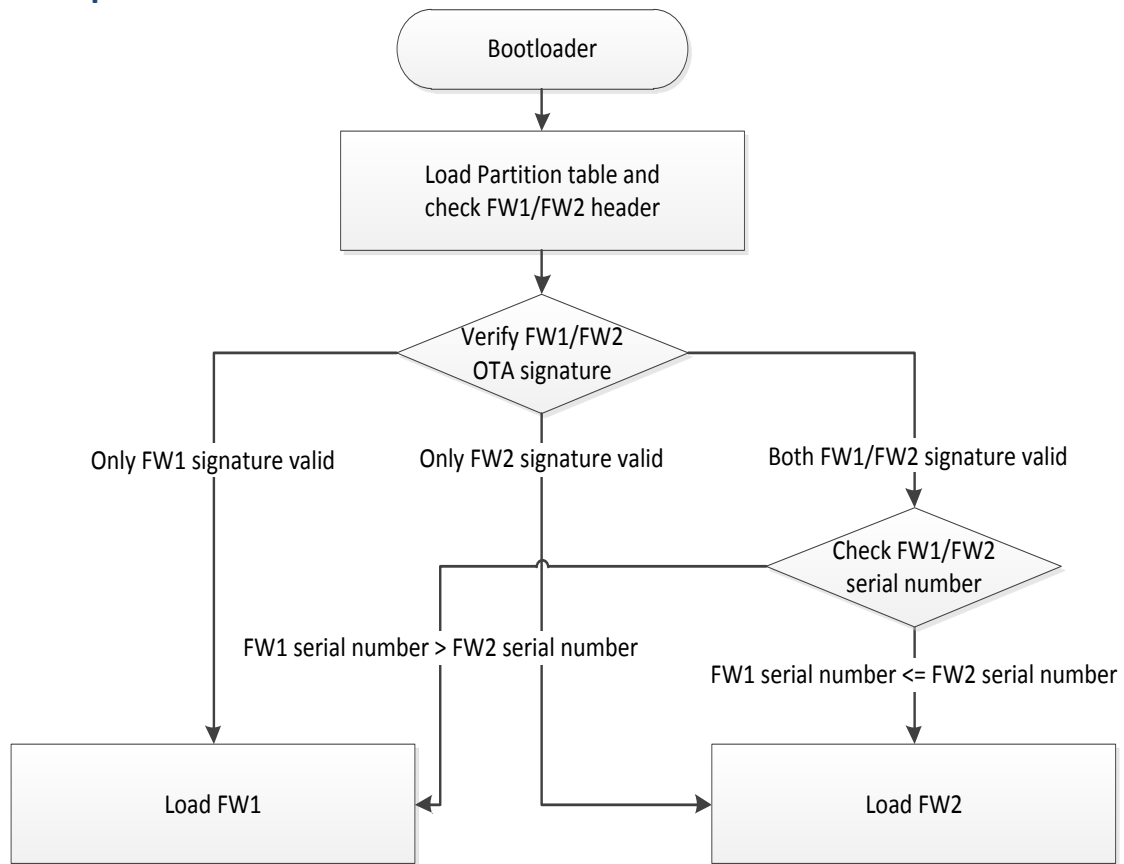 Bootloader
Load Partition table and
check FW1/FW2 header
Verify FW1/FW2
OTA signature
Only FW1 signature valid
Only FW2 signature valid
Both FW1/FW2 signature valid
Check FW1/FW2
serial number
FW1 serial number > FW2 serial number
FW1 serial number <= FW2 serial number
Load FW1
Load FW2